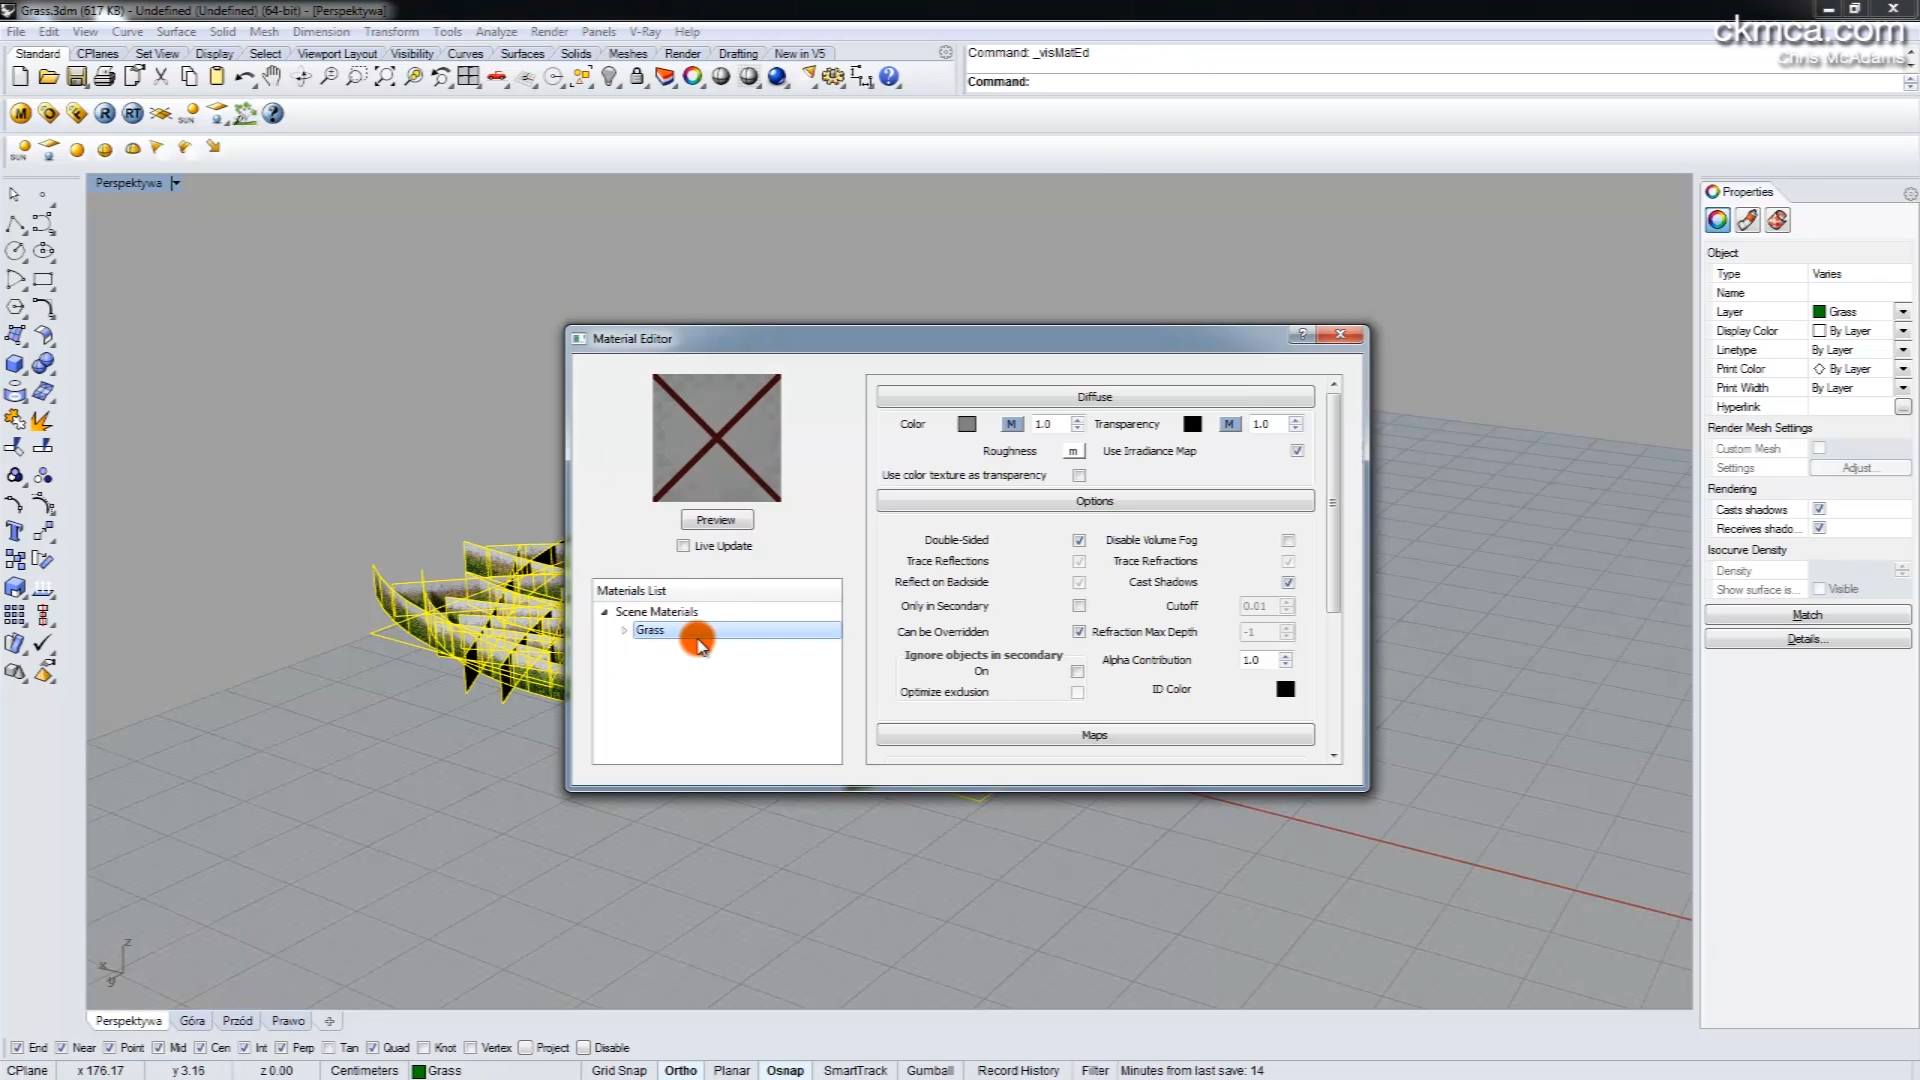 Grass.3dm (617 KB) - Undefined (Undefined) (64-bit) - [Perspektywa]
ckmca.com
Chris McAdams
File Edit View Curve Surface Solid Mesh Dimension Transform Tools Analyze Render Panels V-Ray Help
Standard CPlanes Set View Display Select Viewport Layout Visibility Curves Surfaces Solids Meshes Render Drafting New in V5
Command: _visMatEd
Command:
M O R RT SUN ?
SUN
Perspektywa
Properties
Object
Type Varies
Name
Layer Grass
Display Color By Layer
Linetype By Layer
Print Color By Layer
Print Width By Layer
Hyperlink ...
Render Mesh Settings
Custom Mesh
Settings Adjust...
Rendering
Casts shadows
Receives shado...
Isocurve Density
Density
Show surface is... Visible
Match
Details...
Material Editor
Preview
Live Update
Materials List
Scene Materials
Grass
Diffuse
Color M 1.0 Transparency M 1.0
Roughness m Use Irradiance Map
Use color texture as transparency
Options
Double-Sided Disable Volume Fog
Trace Reflections Trace Refractions
Reflect on Backside Cast Shadows
Only in Secondary Cutoff 0.01
Can be Overridden Refraction Max Depth -1
Ignore objects in secondary
On
Alpha Contribution 1.0
Optimize exclusion
ID Color
Maps
z
x
y
Perspektywa Góra Przód Prawo
End Near Point Mid Cen Int Perp Tan Quad Knot Vertex Project Disable
CPlane x 176.17 y 3.16 z 0.00 Centimeters Grass Grid Snap Ortho Planar Osnap SmartTrack Gumball Record History Filter Minutes from last save: 14